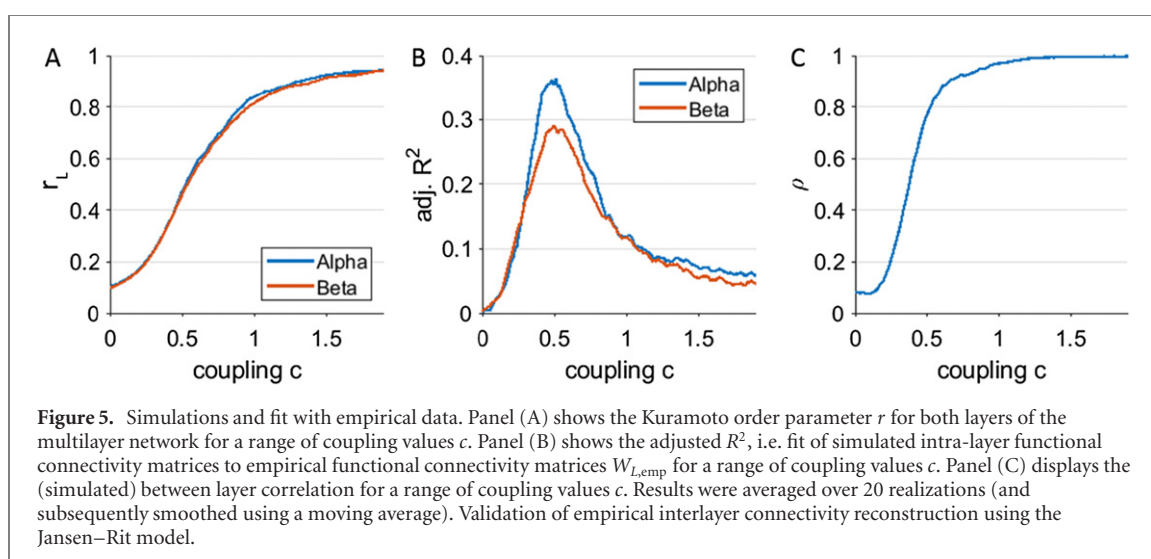 A
B
C
1
0.8
0.6
0.4
0.2
0
r_L
Alpha
Beta
0 0.5 1 1.5
coupling c
0.4
0.3
0.2
0.1
0
adj. R²
Alpha
Beta
0 0.5 1 1.5
coupling c
1
0.8
0.6
0.4
0.2
0
ρ
0 0.5 1 1.5
coupling c
Figure 5. Simulations and fit with empirical data. Panel (A) shows the Kuramoto order parameter r for both layers of the
multilayer network for a range of coupling values c. Panel (B) shows the adjusted R², i.e. fit of simulated intra-layer functional
connectivity matrices to empirical functional connectivity matrices W_L,emp for a range of coupling values c. Panel (C) displays the
(simulated) between layer correlation for a range of coupling values c. Results were averaged over 20 realizations (and
subsequently smoothed using a moving average). Validation of empirical interlayer connectivity reconstruction using the
Jansen–Rit model.